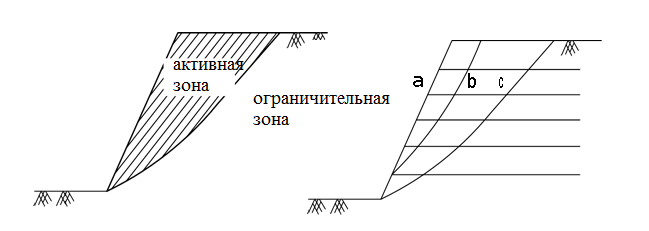 активная
зона
ограничительная
зона
a b c